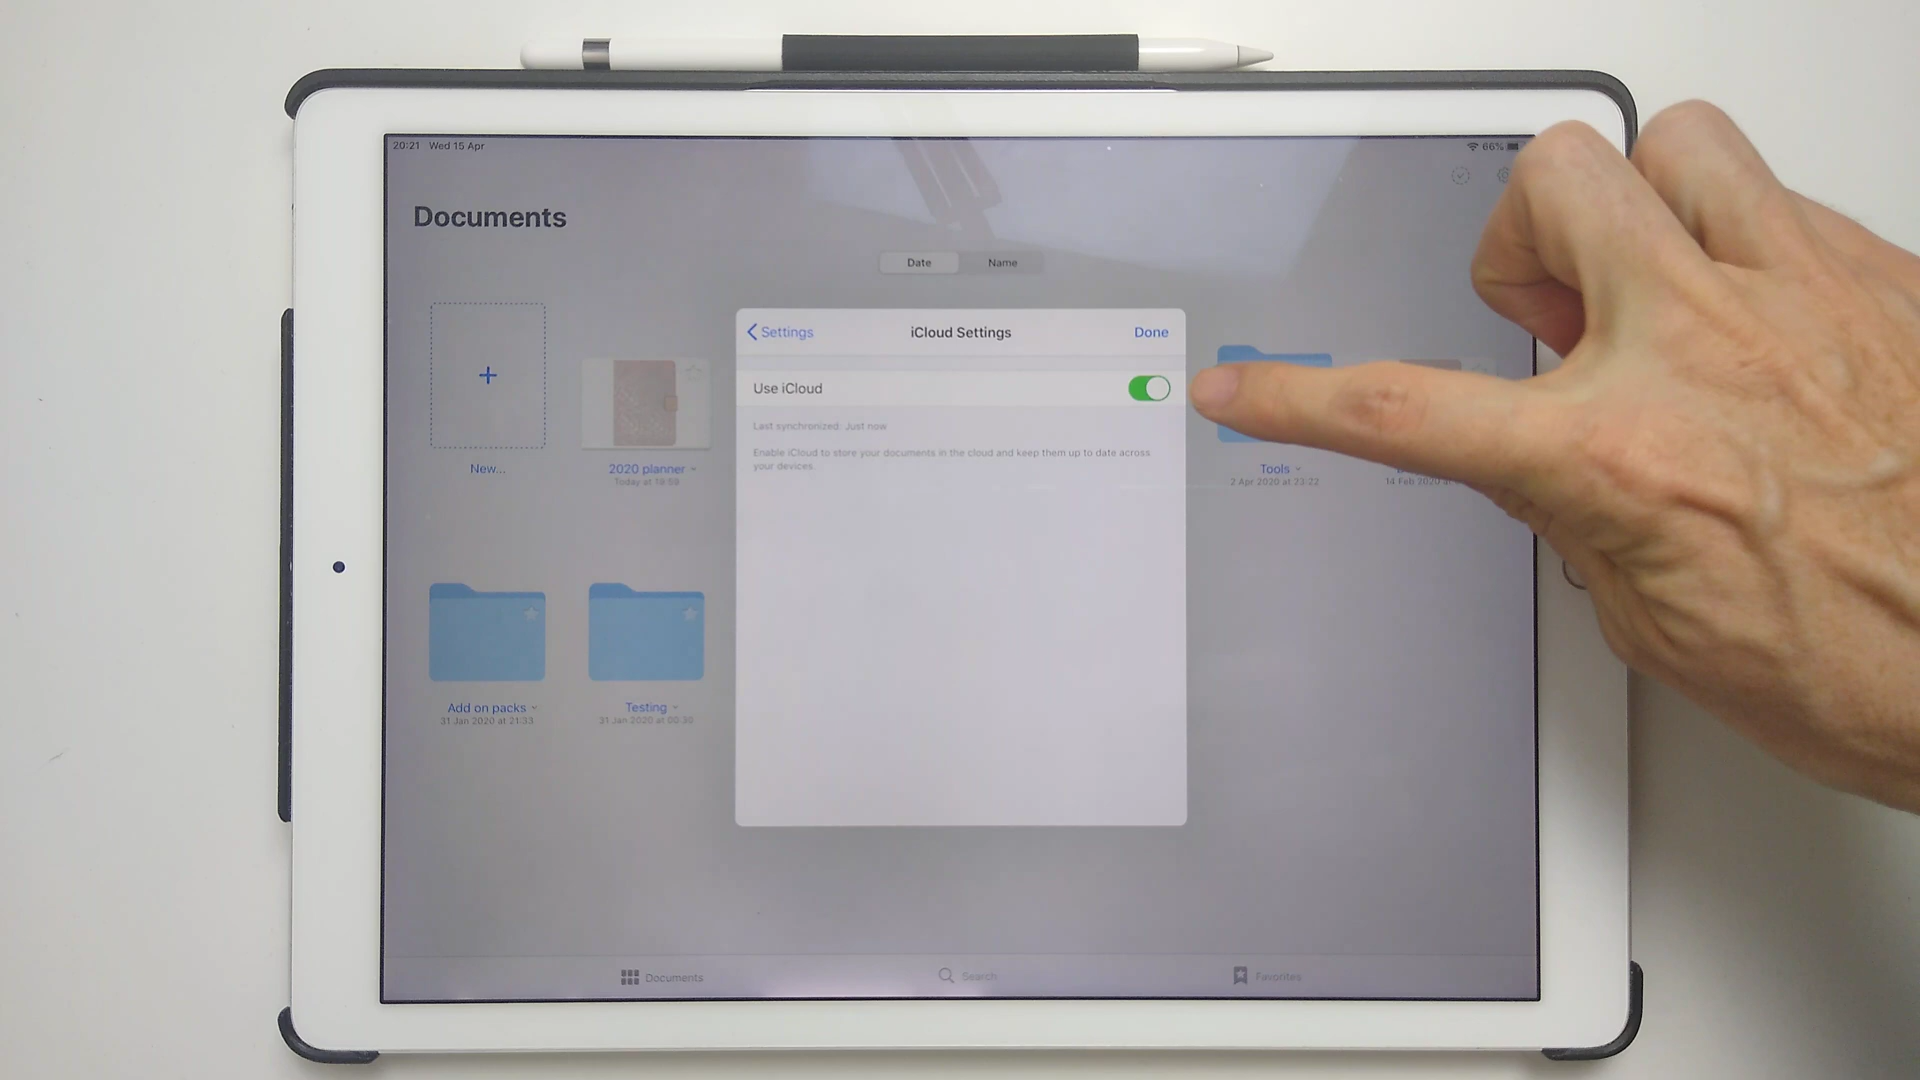 20:21 Wed 15 Apr
66%
Documents
Date Name
Settings iCloud Settings Done
Use iCloud
Last synchronized: Just now
Enable iCloud to store your documents in the cloud and keep them up to date across
your devices.
New...
2020 planner
Today at 18:59
Tools
2 Apr 2020 at 23:22
14 Feb 2020 at
Add on packs
31 Jan 2020 at 21:33
Testing
31 Jan 2020 at 00:30
Documents Search Favorites